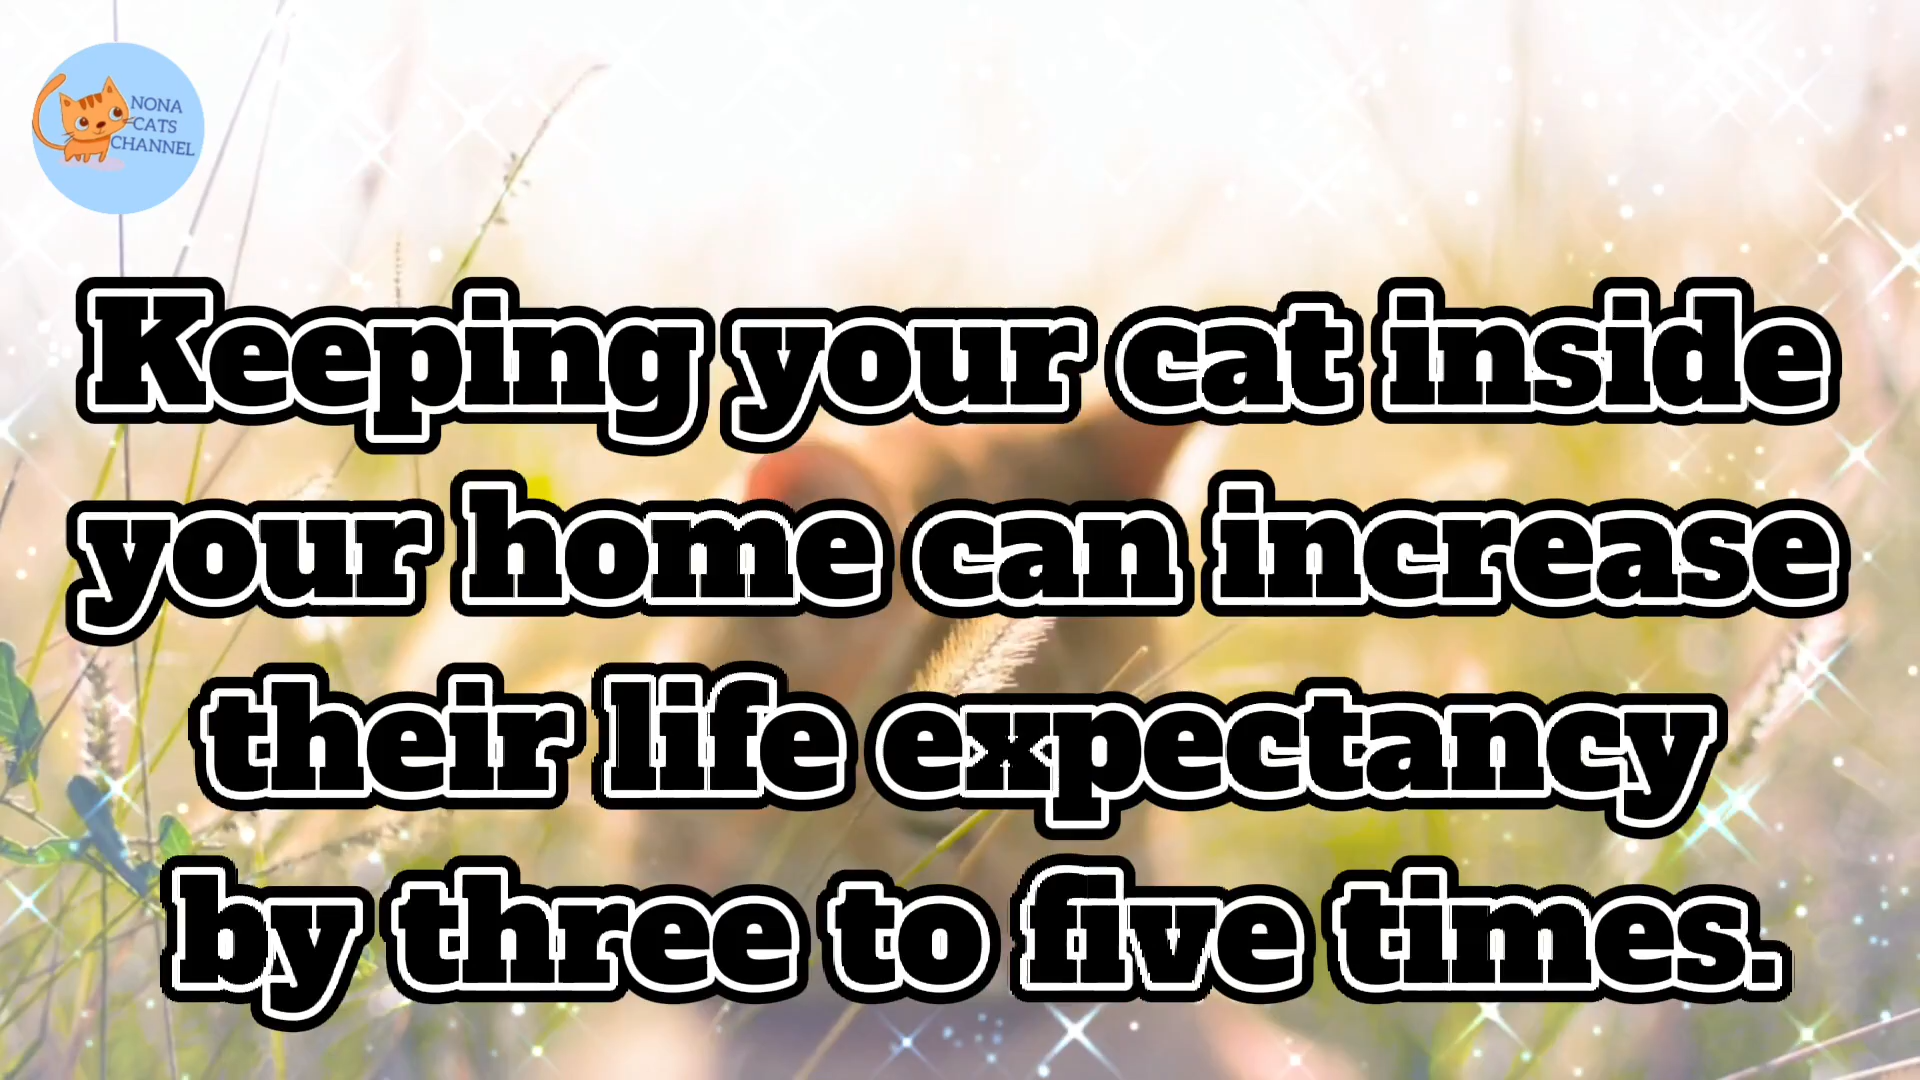 NONA
CATS
CHANNEL
Keeping your cat inside
your home can increase
their life expectancy
by three to five times.